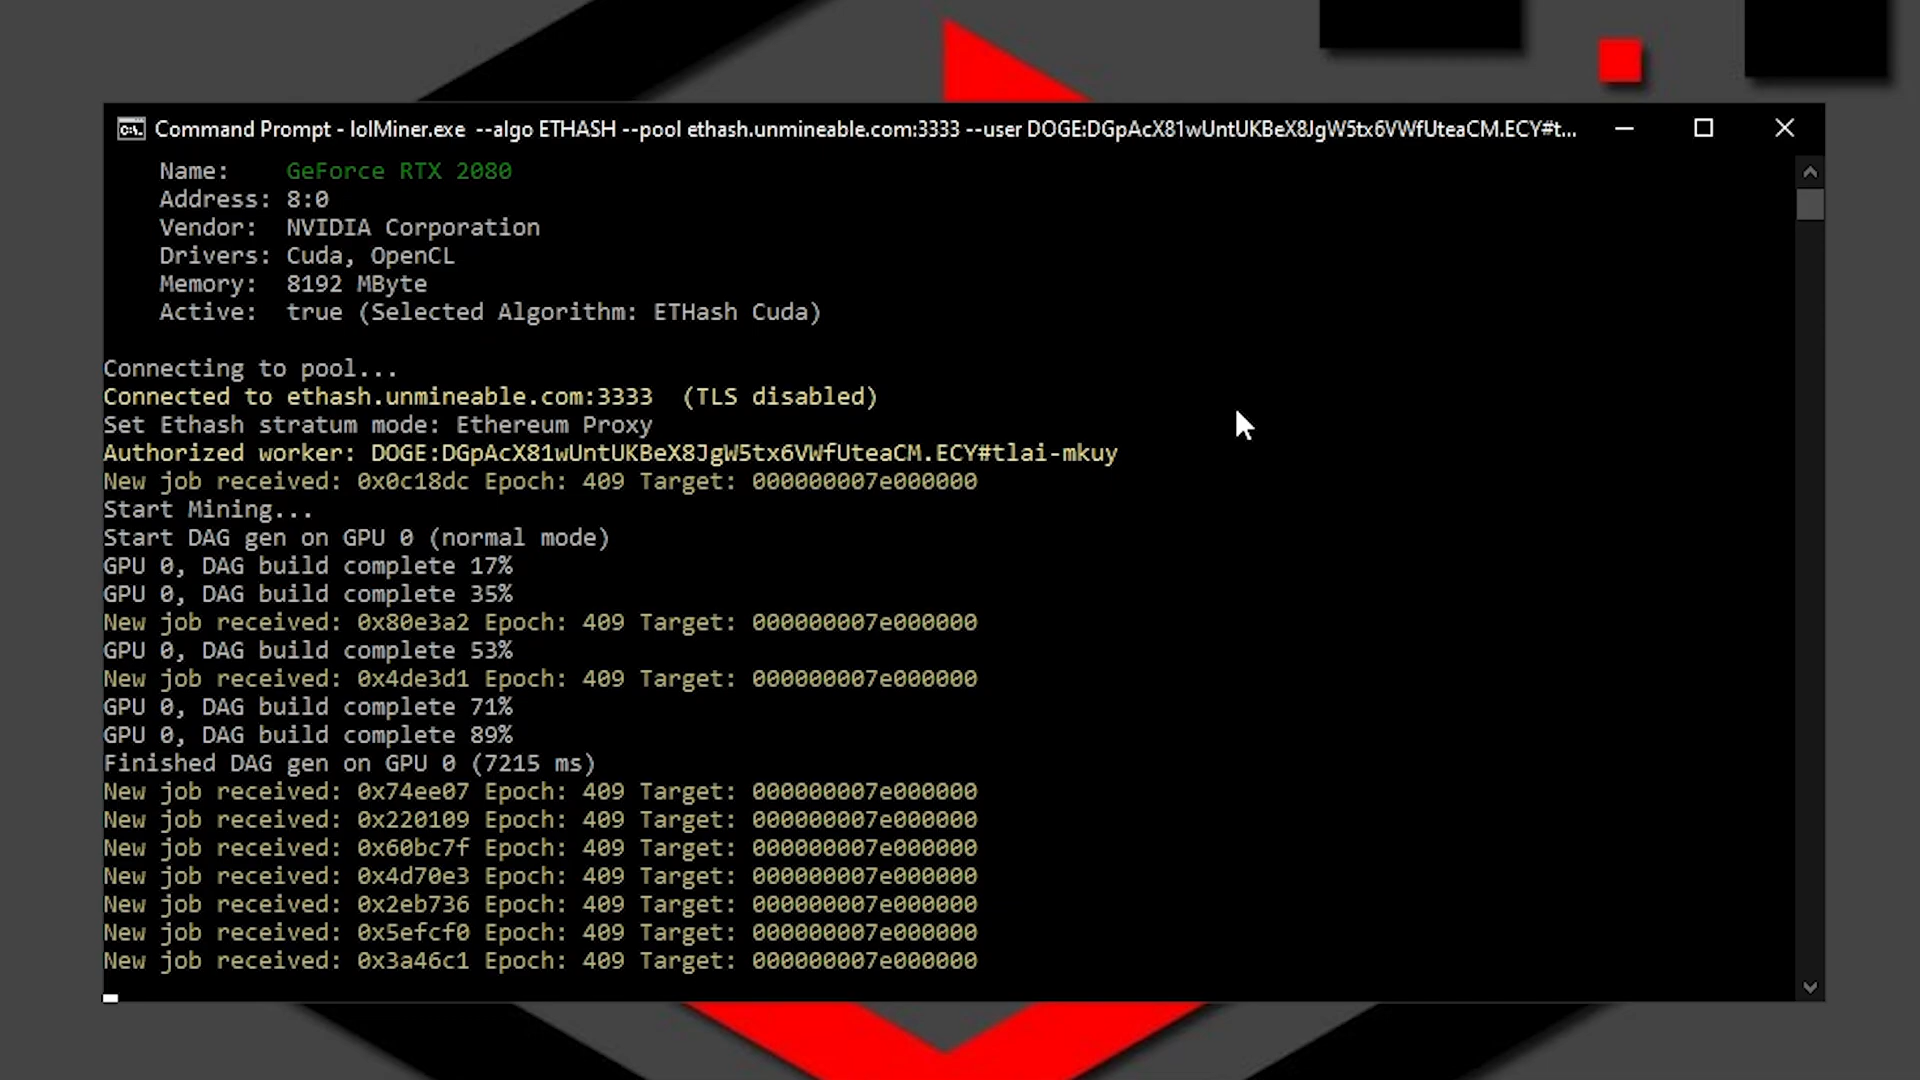 Command Prompt - lolMiner.exe --algo ETHASH --pool ethash.unmineable.com:3333 --user DOGE:DGpAcX81wUntUKBeX8JgW5tx6VWfUteaCM.ECY#t...
Name: GeForce RTX 2080
Address: 8:0
Vendor: NVIDIA Corporation
Drivers: Cuda, OpenCL
Memory: 8192 MByte
Active: true (Selected Algorithm: ETHash Cuda)
Connecting to pool...
Connected to ethash.unmineable.com:3333 (TLS disabled)
Set Ethash stratum mode: Ethereum Proxy
Authorized worker: DOGE:DGpAcX81wUntUKBeX8JgW5tx6VWfUteaCM.ECY#tlai-mkuy
New job received: 0x0c18dc Epoch: 409 Target: 000000007e000000
Start Mining...
Start DAG gen on GPU 0 (normal mode)
GPU 0, DAG build complete 17%
GPU 0, DAG build complete 35%
New job received: 0x80e3a2 Epoch: 409 Target: 000000007e000000
GPU 0, DAG build complete 53%
New job received: 0x4de3d1 Epoch: 409 Target: 000000007e000000
GPU 0, DAG build complete 71%
GPU 0, DAG build complete 89%
Finished DAG gen on GPU 0 (7215 ms)
New job received: 0x74ee07 Epoch: 409 Target: 000000007e000000
New job received: 0x220109 Epoch: 409 Target: 000000007e000000
New job received: 0x60bc7f Epoch: 409 Target: 000000007e000000
New job received: 0x4d70e3 Epoch: 409 Target: 000000007e000000
New job received: 0x2eb736 Epoch: 409 Target: 000000007e000000
New job received: 0x5efcf0 Epoch: 409 Target: 000000007e000000
New job received: 0x3a46c1 Epoch: 409 Target: 000000007e000000